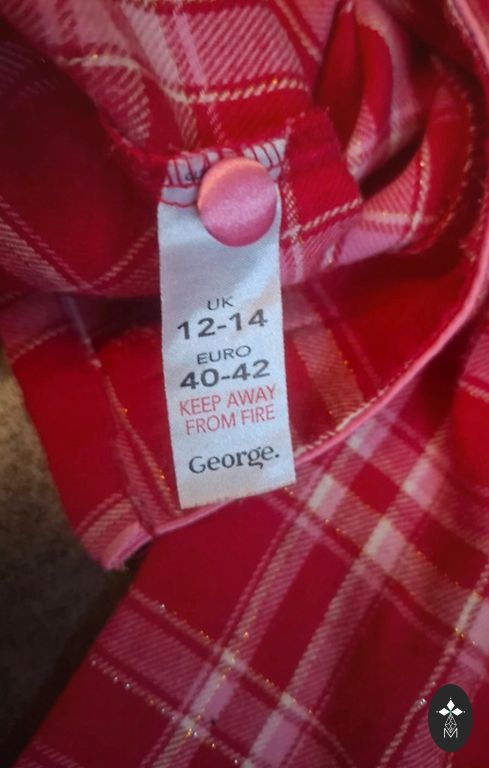 UK
12-14
EURO
40-42
KEEP AWAY
FROM FIRE
George.